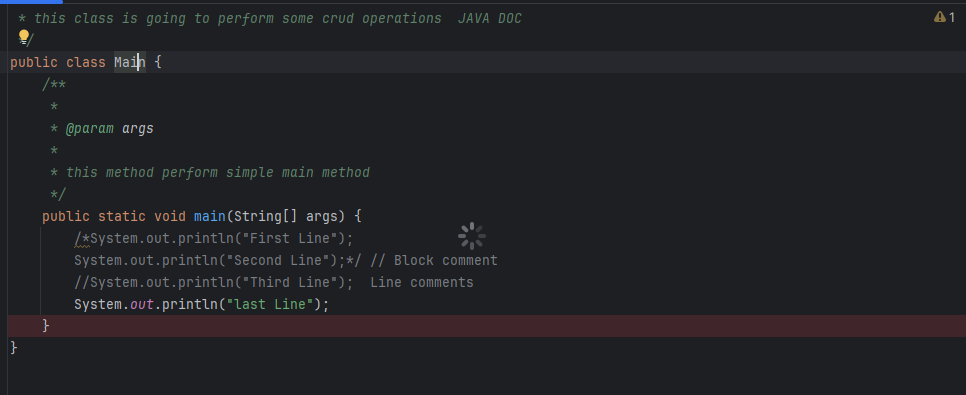 * this class is going to perform some crud operations  JAVA DOC
*/
1
public class Main {
    /**
     *
     * @param args
     *
     * this method perform simple main method
     */
    public static void main(String[] args) {
        /*System.out.println("First Line");
        System.out.println("Second Line");*/ // Block comment
        //System.out.println("Third Line");  Line comments
        System.out.println("last Line");
    }
}